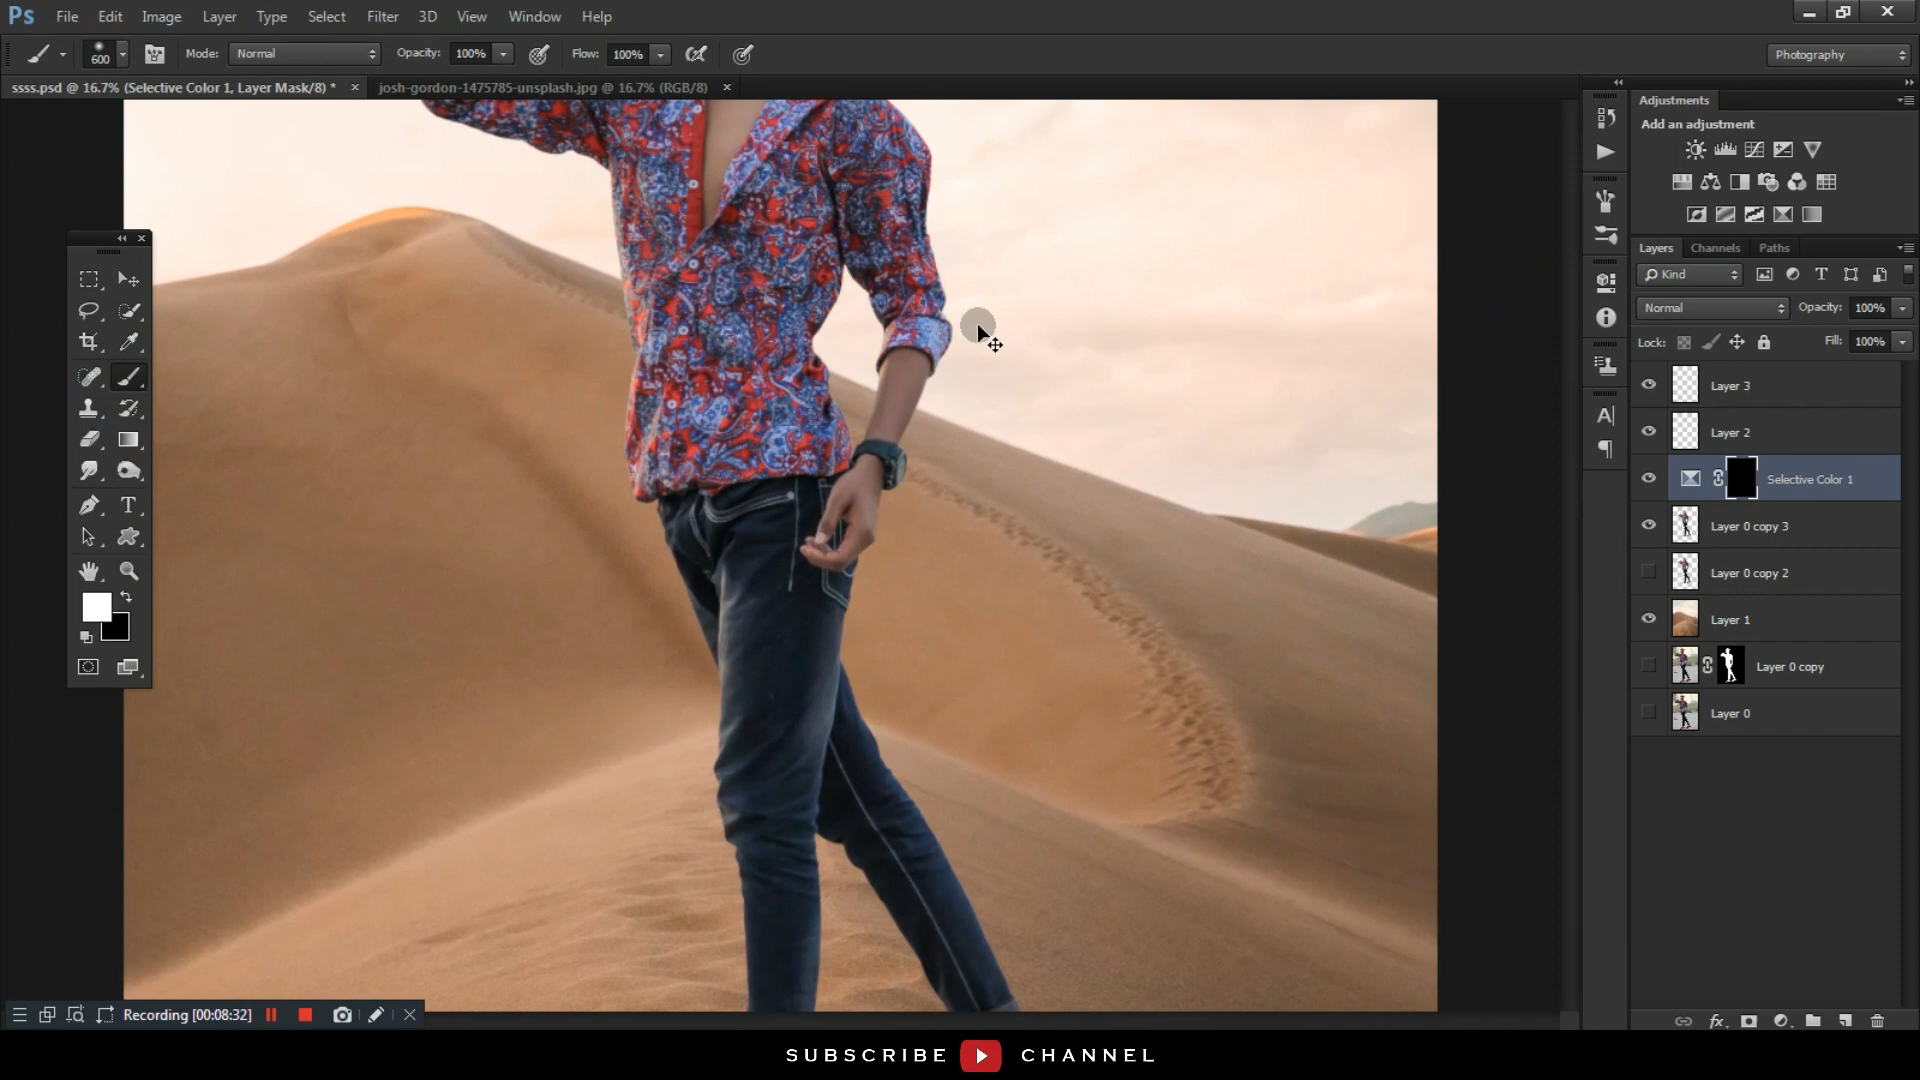 Ps File Edit Image Layer Type Select Filter 3D View Window Help
600 Mode: Normal Opacity: 100% Flow: 100% Photography
ssss.psd @ 16.7% (Selective Color 1, Layer Mask/8) * × josh-gordon-1475785-unsplash.jpg @ 16.7% (RGB/8) ×
Adjustments
Add an adjustment
Layers Channels Paths
Kind
Normal Opacity: 100%
Lock: Fill: 100%
Layer 3
Layer 2
Selective Color 1
Layer 0 copy 3
Layer 0 copy 2
Layer 1
Layer 0 copy
Layer 0
Recording [00:08:32]
SUBSCRIBE CHANNEL